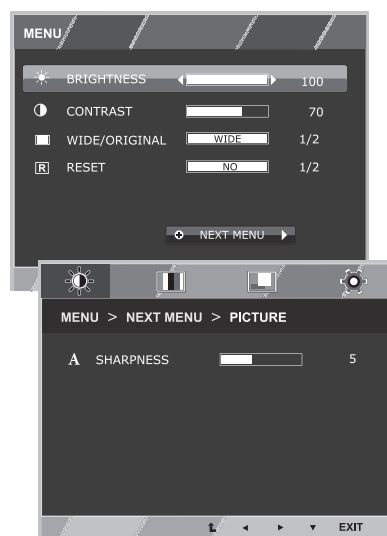 MENU
BRIGHTNESS 100
CONTRAST 70
WIDE/ORIGINAL WIDE 1/2
R RESET NO 1/2
NEXT MENU
MENU > NEXT MENU > PICTURE
A SHARPNESS 5
EXIT